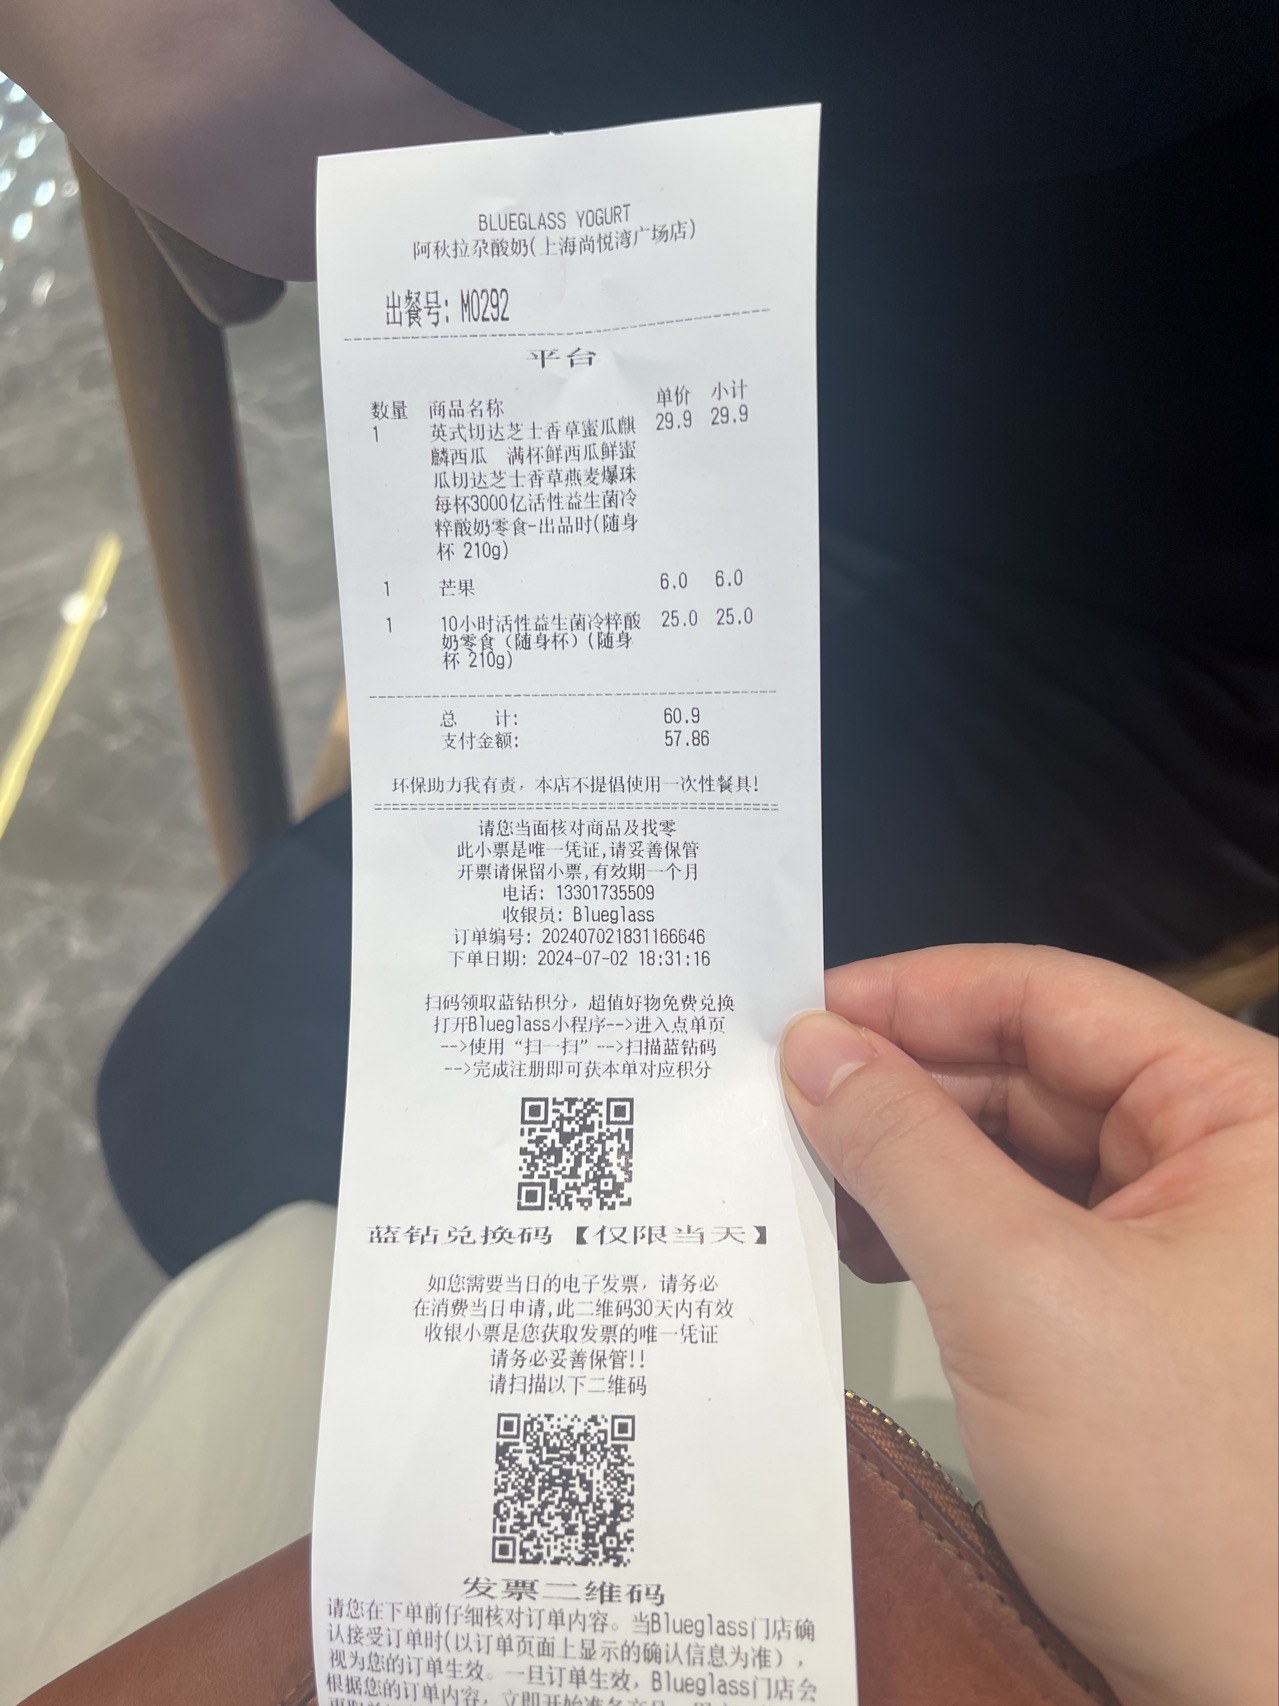 BLUEGLASS YOGURT
阿秋拉尕酸奶(上海尚悦湾广场店)
出餐号: M0292
平台
数量 商品名称 单价 小计
1 英式切达芝士香草蜜瓜麒 29.9 29.9
麟西瓜 满杯鲜西瓜鲜蜜
瓜切达芝士香草燕麦爆珠
每杯3000亿活性益生菌冷
粹酸奶零食-出品时(随身
杯 210g)
1 芒果 6.0 6.0
1 10小时活性益生菌冷粹酸 25.0 25.0
奶零食（随身杯）(随身
杯 210g)
总 计: 60.9
支付金额: 57.86
环保助力我有责，本店不提倡使用一次性餐具!
请您当面核对商品及找零
此小票是唯一凭证,请妥善保管
开票请保留小票,有效期一个月
电话: 13301735509
收银员: Blueglass
订单编号: 202407021831166646
下单日期: 2024-07-02 18:31:16
扫码领取蓝钻积分，超值好物免费兑换
打开Blueglass小程序-->进入点单页
-->使用“扫一扫”-->扫描蓝钻码
-->完成注册即可获本单对应积分
蓝钻兑换码【仅限当天】
如您需要当日的电子发票，请务必
在消费当日申请,此二维码30天内有效
收银小票是您获取发票的唯一凭证
请务必妥善保管!!
请扫描以下二维码
发票二维码
请您在下单前仔细核对订单内容。当Blueglass门店确
认接受订单时(以订单页面上显示的确认信息为准)，
视为您的订单生效。一旦订单生效，Blueglass门店会
根据您的订单内容，立即开始准备商品